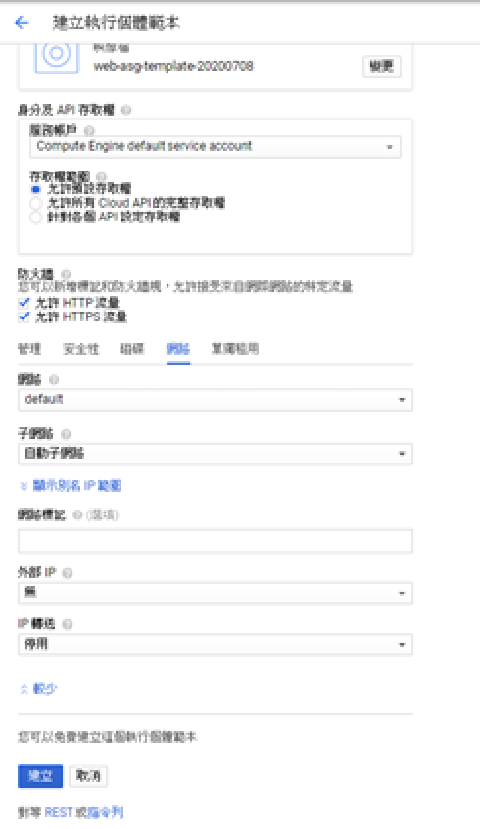 建立執行個體範本
映像檔
web-asg-template-20200708
變更
身分及 API 存取權
服務帳戶
Compute Engine default service account
存取權範圍
允許預設存取權
允許所有 Cloud API 的完整存取權
針對各個 API 設定存取權
防火牆
您可以新增標記和防火牆規，允許接受來自網際網路的特定流量
允許 HTTP 流量
允許 HTTPS 流量
管理 安全性 磁碟 網路 單獨租用
網路
default
子網路
自動子網路
顯示別名 IP 範圍
網路標記 (選填)
外部 IP
無
IP 轉送
停用
較少
您可以免費建立這個執行個體範本
建立 取消
對等 REST 或指令列